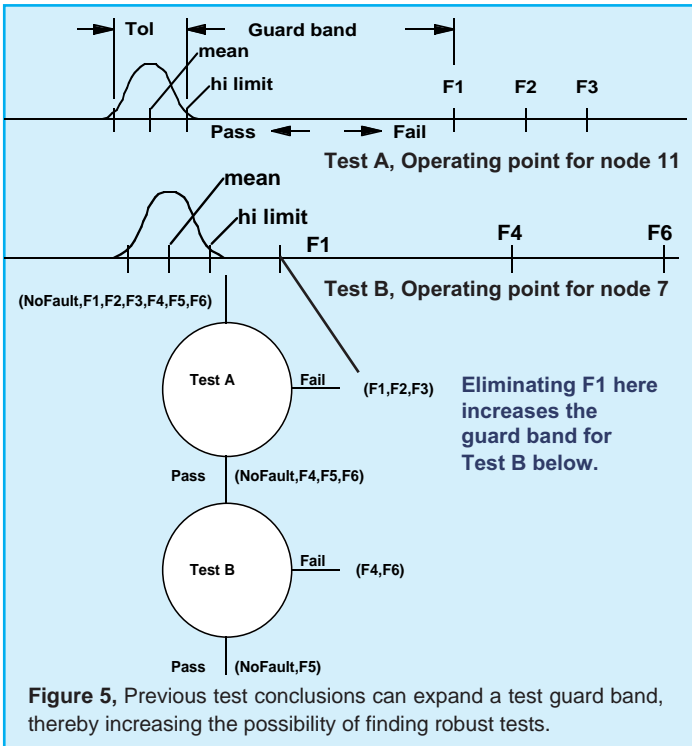 Tol
Guard band
mean
hi limit
F1
F2
F3
Pass
Fail
Test A, Operating point for node 11
mean
hi limit
F1
F4
F6
Test B, Operating point for node 7
(NoFault,F1,F2,F3,F4,F5,F6)
Test A
Fail
(F1,F2,F3)
Eliminating F1 here
increases the
guard band for
Test B below.
Pass
(NoFault,F4,F5,F6)
Test B
Fail
(F4,F6)
Pass
(NoFault,F5)
Figure 5, Previous test conclusions can expand a test guard band,
thereby increasing the possibility of finding robust tests.